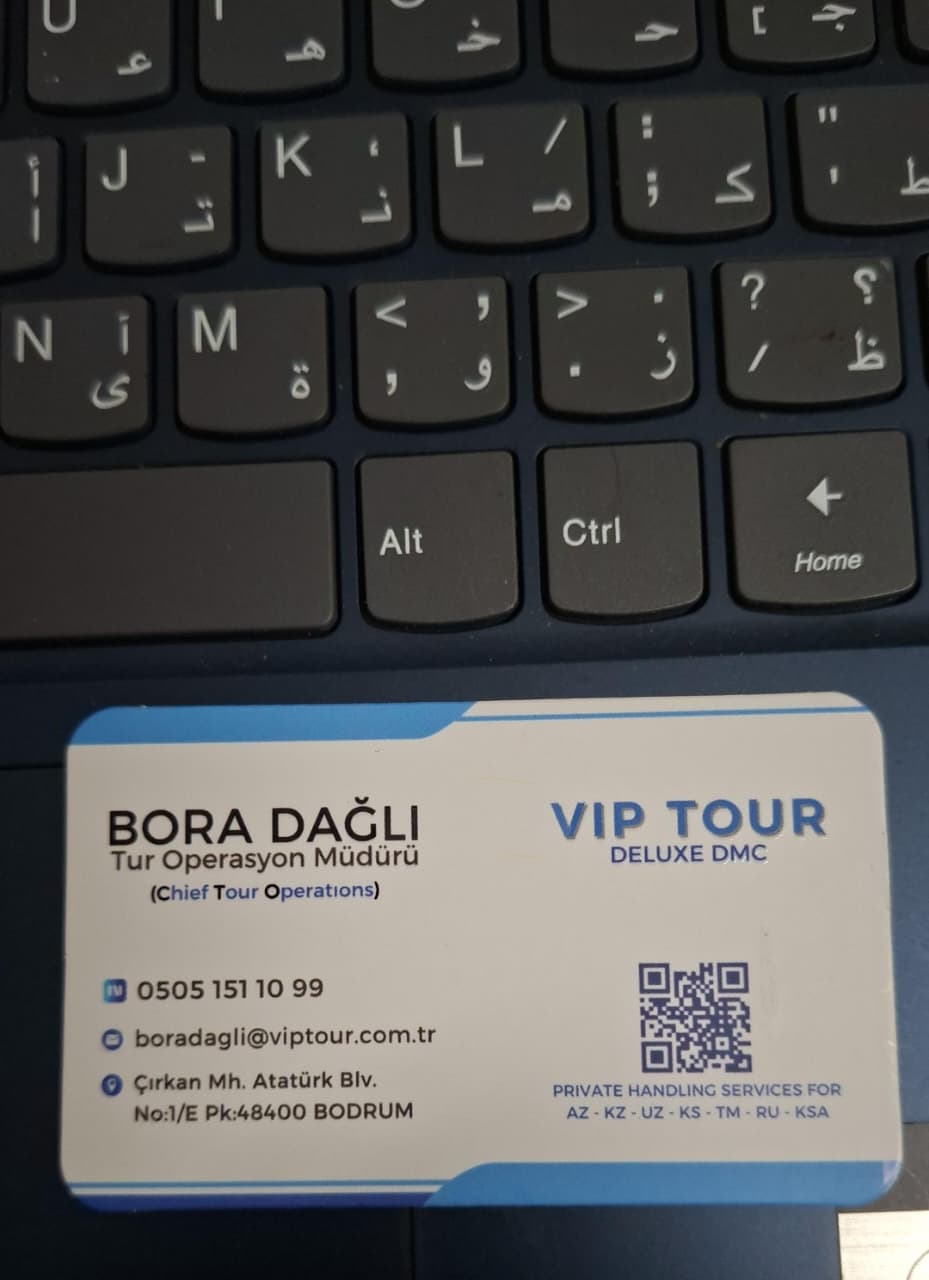 U ع
ه
خ
ح
[ ج
أ ا
J - ت
K ، ن
L / م
: ; ك
" ' ط
N آ ى
M ة
< , , و
> . . ز
? ؟ / ظ
Alt
Ctrl
←
Home
BORA DAĞLI
Tur Operasyon Müdürü
(Chief Tour Operations)
VIP TOUR
DELUXE DMC
0505 151 10 99
boradagli@viptour.com.tr
Çırkan Mh. Atatürk Blv.
No:1/E Pk:48400 BODRUM
PRIVATE HANDLING SERVICES FOR
AZ - KZ - UZ - KS - TM - RU - KSA